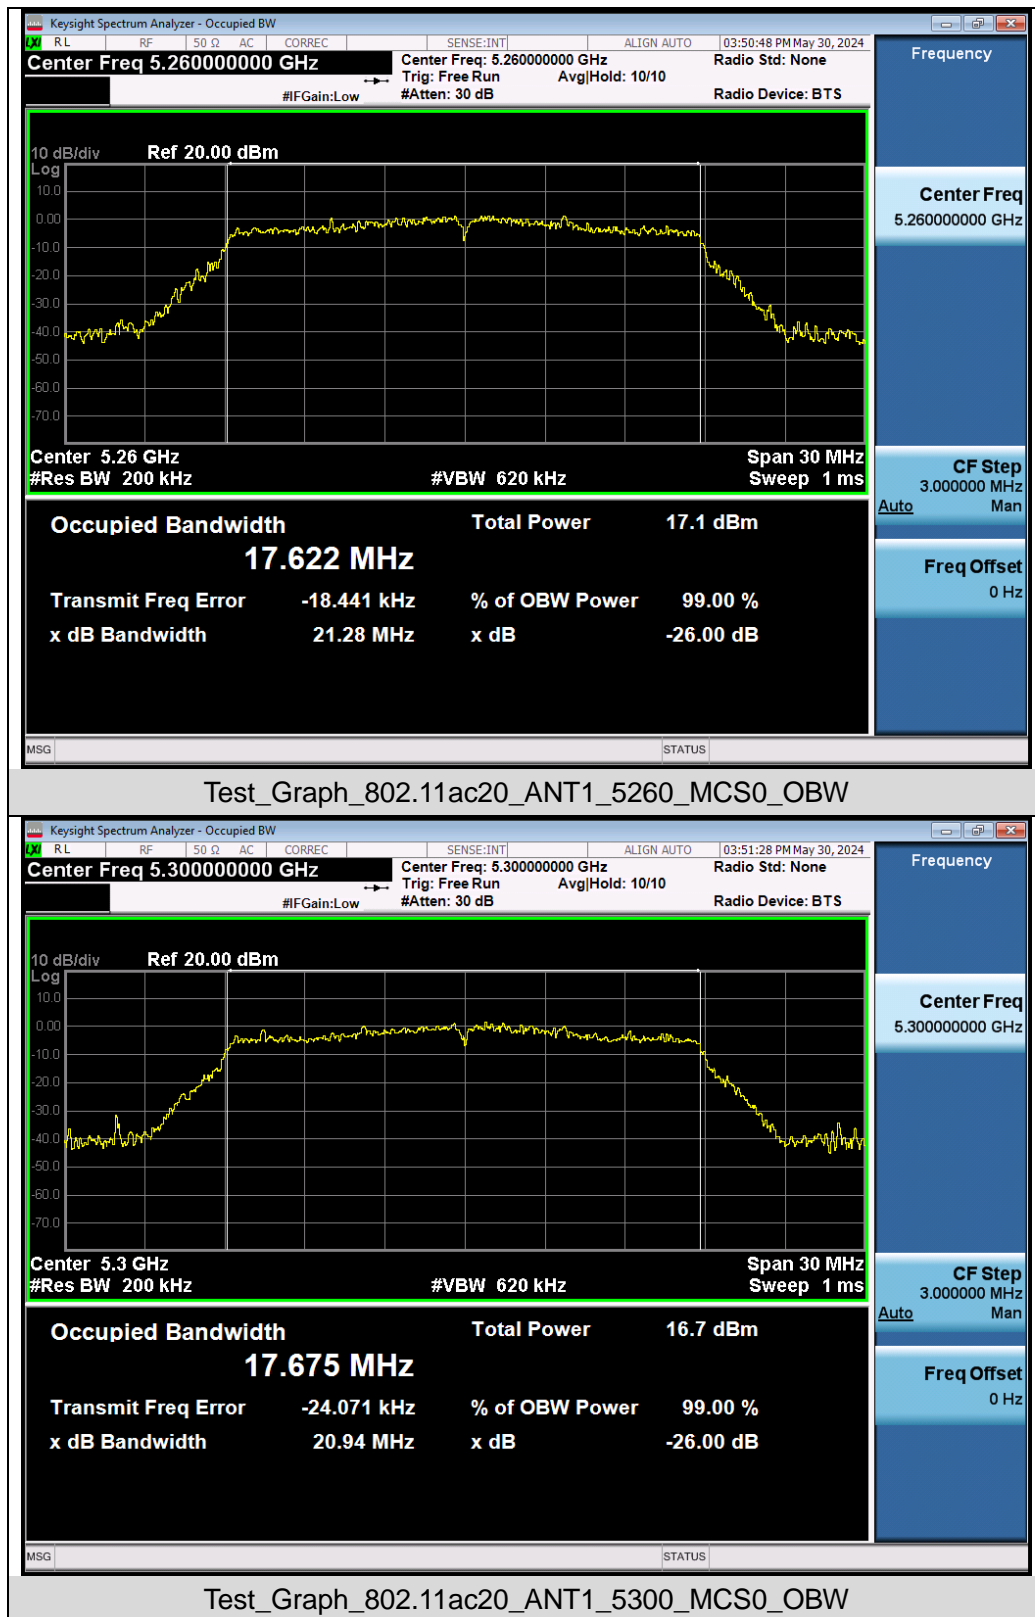 Keysight Spectrum Analyzer - Occupied BW
LXI RL RF 50 Ω AC CORREC SENSE:INT ALIGN AUTO 03:50:48 PM May 30, 2024
Center Freq 5.260000000 GHz
Center Freq: 5.260000000 GHz Radio Std: None
Trig: Free Run Avg|Hold: 10/10
#IFGain:Low #Atten: 30 dB Radio Device: BTS
Frequency
10 dB/div Ref 20.00 dBm
Log
10.0
0.00
-10.0
-20.0
-30.0
-40.0
-50.0
-60.0
-70.0
Center Freq
5.260000000 GHz
Center 5.26 GHz Span 30 MHz
#Res BW 200 kHz #VBW 620 kHz Sweep 1 ms
CF Step
3.000000 MHz
Auto Man
Freq Offset
0 Hz
Occupied Bandwidth Total Power 17.1 dBm
17.622 MHz
Transmit Freq Error -18.441 kHz % of OBW Power 99.00 %
x dB Bandwidth 21.28 MHz x dB -26.00 dB
MSG STATUS
Test_Graph_802.11ac20_ANT1_5260_MCS0_OBW
Keysight Spectrum Analyzer - Occupied BW
LXI RL RF 50 Ω AC CORREC SENSE:INT ALIGN AUTO 03:51:28 PM May 30, 2024
Center Freq 5.300000000 GHz
Center Freq: 5.300000000 GHz Radio Std: None
Trig: Free Run Avg|Hold: 10/10
#IFGain:Low #Atten: 30 dB Radio Device: BTS
Frequency
10 dB/div Ref 20.00 dBm
Log
10.0
0.00
-10.0
-20.0
-30.0
-40.0
-50.0
-60.0
-70.0
Center Freq
5.300000000 GHz
Center 5.3 GHz Span 30 MHz
#Res BW 200 kHz #VBW 620 kHz Sweep 1 ms
CF Step
3.000000 MHz
Auto Man
Freq Offset
0 Hz
Occupied Bandwidth Total Power 16.7 dBm
17.675 MHz
Transmit Freq Error -24.071 kHz % of OBW Power 99.00 %
x dB Bandwidth 20.94 MHz x dB -26.00 dB
MSG STATUS
Test_Graph_802.11ac20_ANT1_5300_MCS0_OBW